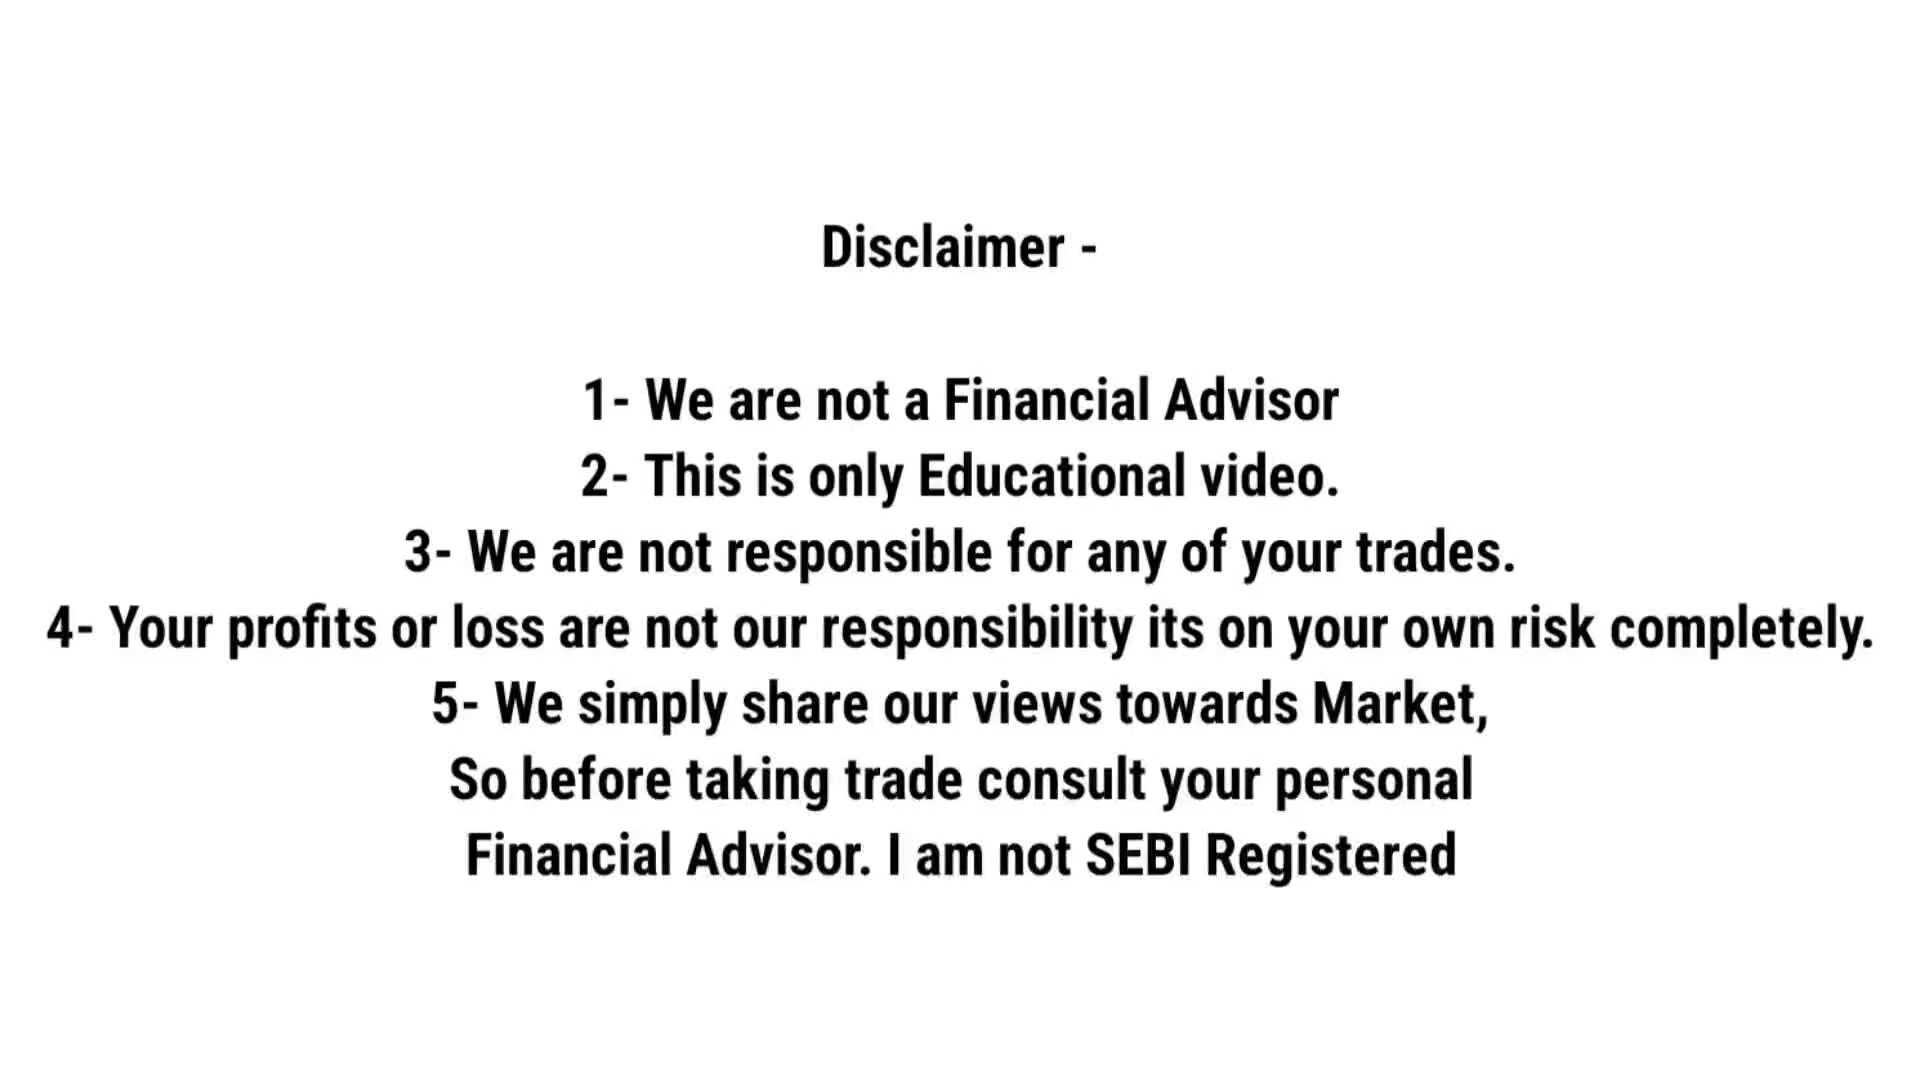 Disclaimer -
1- We are not a Financial Advisor
2- This is only Educational video.
3- We are not responsible for any of your trades.
4- Your profits or loss are not our responsibility its on your own risk completely.
5- We simply share our views towards Market,
So before taking trade consult your personal
Financial Advisor. I am not SEBI Registered